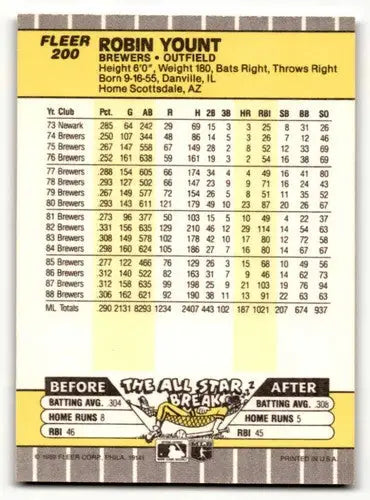 FLEER
200
ROBIN YOUNT
BREWERS • OUTFIELD
Height 6'0", Weight 180, Bats Right, Throws Right
Born 9-16-55, Danville, IL
Home Scottsdale, AZ
Yr. Club Pct. G AB R H 2B 3B HR RBI SB BB SO
73 Newark .285 64 242 29 69 15 3 3 25 8 31 26
74 Brewers .250 107 344 48 86 14 5 3 26 7 12 46
75 Brewers .267 147 558 67 149 28 2 8 52 12 33 69
76 Brewers .252 161 638 59 161 19 3 2 54 16 38 69
77 Brewers .288 154 605 66 174 34 4 4 49 16 41 80
78 Brewers .293 127 502 66 147 23 9 9 71 16 24 43
79 Brewers .267 149 577 72 154 26 5 8 51 11 35 52
80 Brewers .293 143 611 121 179 49 10 23 87 20 26 67
81 Brewers .273 96 377 50 103 15 5 10 49 4 22 37
82 Brewers .331 156 635 129 210 46 12 29 114 14 54 63
83 Brewers .308 149 578 102 178 42 10 17 80 12 72 58
84 Brewers .298 160 624 105 186 27 7 16 80 14 67 67
85 Brewers .277 122 466 76 129 26 3 15 68 10 49 56
86 Brewers .312 140 522 82 163 31 7 9 46 14 62 73
87 Brewers .312 158 635 99 198 25 9 21 103 19 76 94
88 Brewers .306 162 621 92 190 38 11 13 91 22 63 63
ML Totals .290 2131 8293 1234 2407 443 102 187 1021 207 674 937
BEFORE THE ALL STAR BREAK AFTER
BATTING AVG. .304
HOME RUNS 8
RBI 46
BATTING AVG. .308
HOME RUNS 5
RBI 45
© 1989 FLEER CORP. PHILA. 19141
PRINTED IN U.S.A.